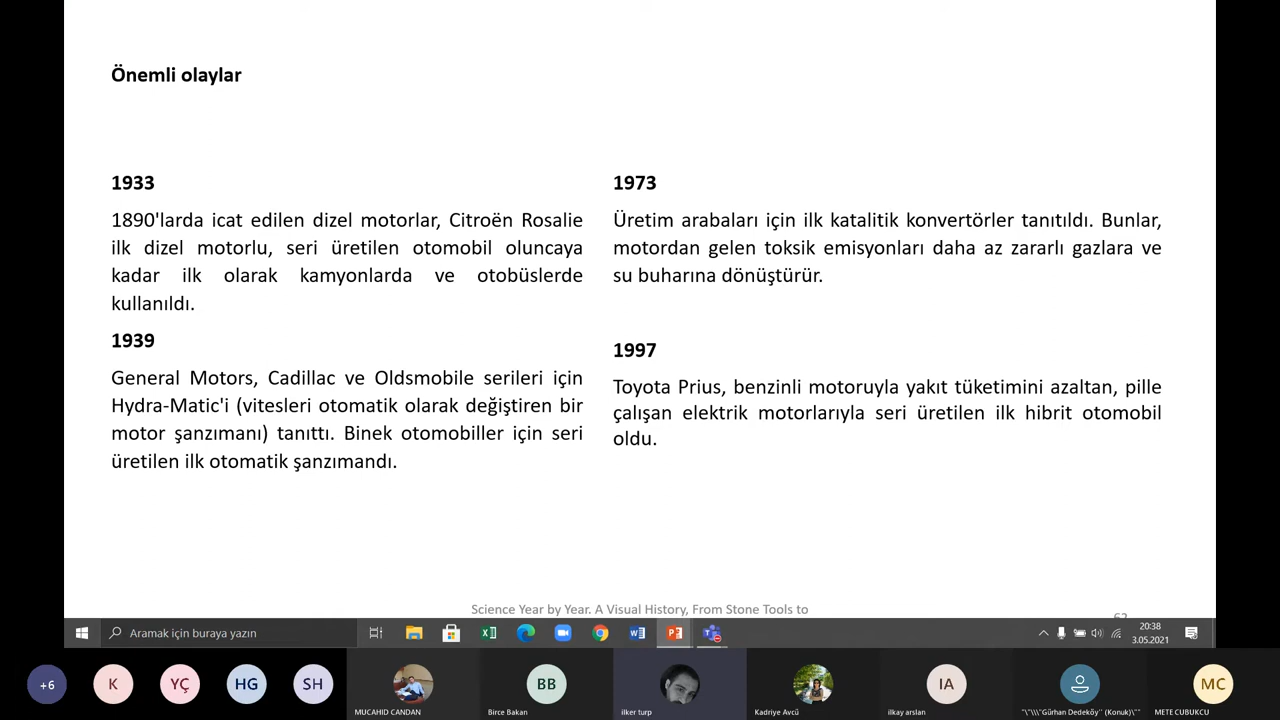 Önemli olaylar
1933
1890'larda icat edilen dizel motorlar, Citroën Rosalie
ilk dizel motorlu, seri üretilen otomobil oluncaya
kadar ilk olarak kamyonlarda ve otobüslerde
kullanıldı.
1939
General Motors, Cadillac ve Oldsmobile serileri için
Hydra-Matic'i (vitesleri otomatik olarak değiştiren bir
motor şanzımanı) tanıttı. Binek otomobiller için seri
üretilen ilk otomatik şanzımandı.
1973
Üretim arabaları için ilk katalitik konvertörler tanıtıldı. Bunlar,
motordan gelen toksik emisyonları daha az zararlı gazlara ve
su buharına dönüştürür.
1997
Toyota Prius, benzinli motoruyla yakıt tüketimini azaltan, pille
çalışan elektrik motorlarıyla seri üretilen ilk hibrit otomobil
oldu.
Science Year by Year. A Visual History, From Stone Tools to
Aramak için buraya yazın
20:38
3.05.2021
+6
K
YÇ
HG
SH
BB
IA
MC
MUCAHID CANDAN
Birce Bakan
ilker turp
Kadriye Avcü
ilkay arslan
"\"\\\"Gürhan Dedeköy" (Konuk)\""
METE CUBUKCU